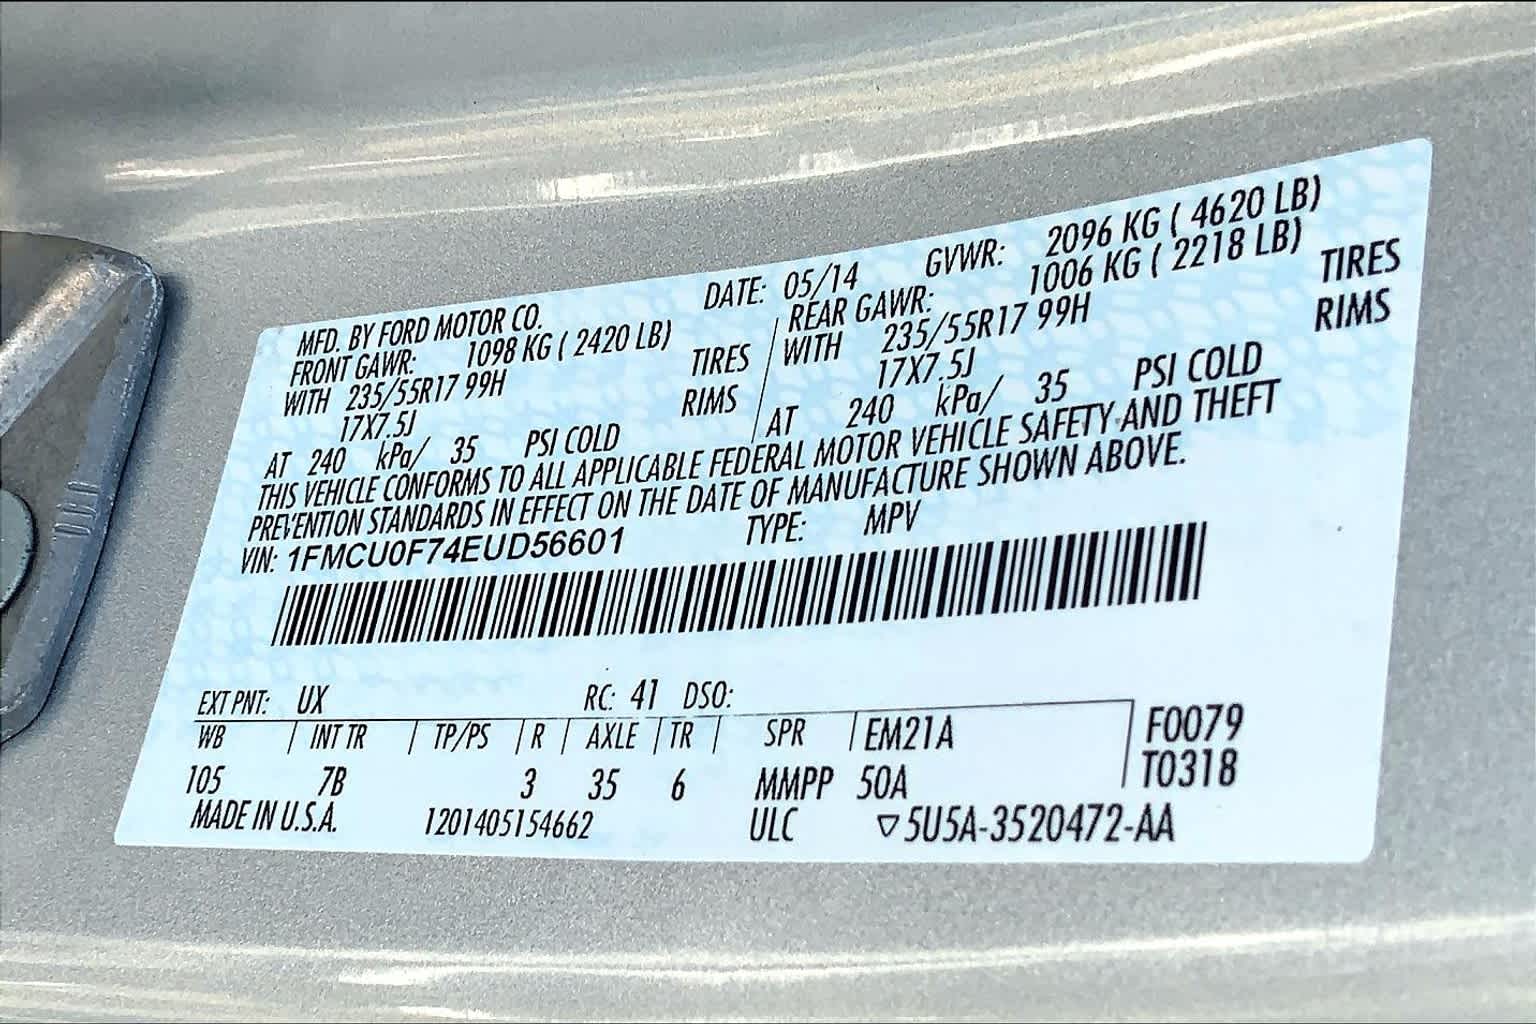 MFD. BY FORD MOTOR CO. DATE: 05/14 GVWR: 2096 KG ( 4620 LB)
FRONT GAWR: 1098 KG ( 2420 LB) REAR GAWR: 1006 KG ( 2218 LB)
WITH 235/55R17 99H TIRES WITH 235/55R17 99H TIRES
17X7.5J RIMS 17X7.5J RIMS
AT 240 kPa/ 35 PSI COLD AT 240 kPa/ 35 PSI COLD
THIS VEHICLE CONFORMS TO ALL APPLICABLE FEDERAL MOTOR VEHICLE SAFETY AND THEFT
PREVENTION STANDARDS IN EFFECT ON THE DATE OF MANUFACTURE SHOWN ABOVE.
VIN: 1FMCU0F74EUD56601 TYPE: MPV
EXT PNT: UX RC: 41 DSO:
WB | INT TR | TP/PS | R | AXLE | TR | SPR | EM21A F0079
105 7B 3 35 6 MMPP 50A T0318
MADE IN U.S.A. 1201405154662 ULC ▽5U5A-3520472-AA